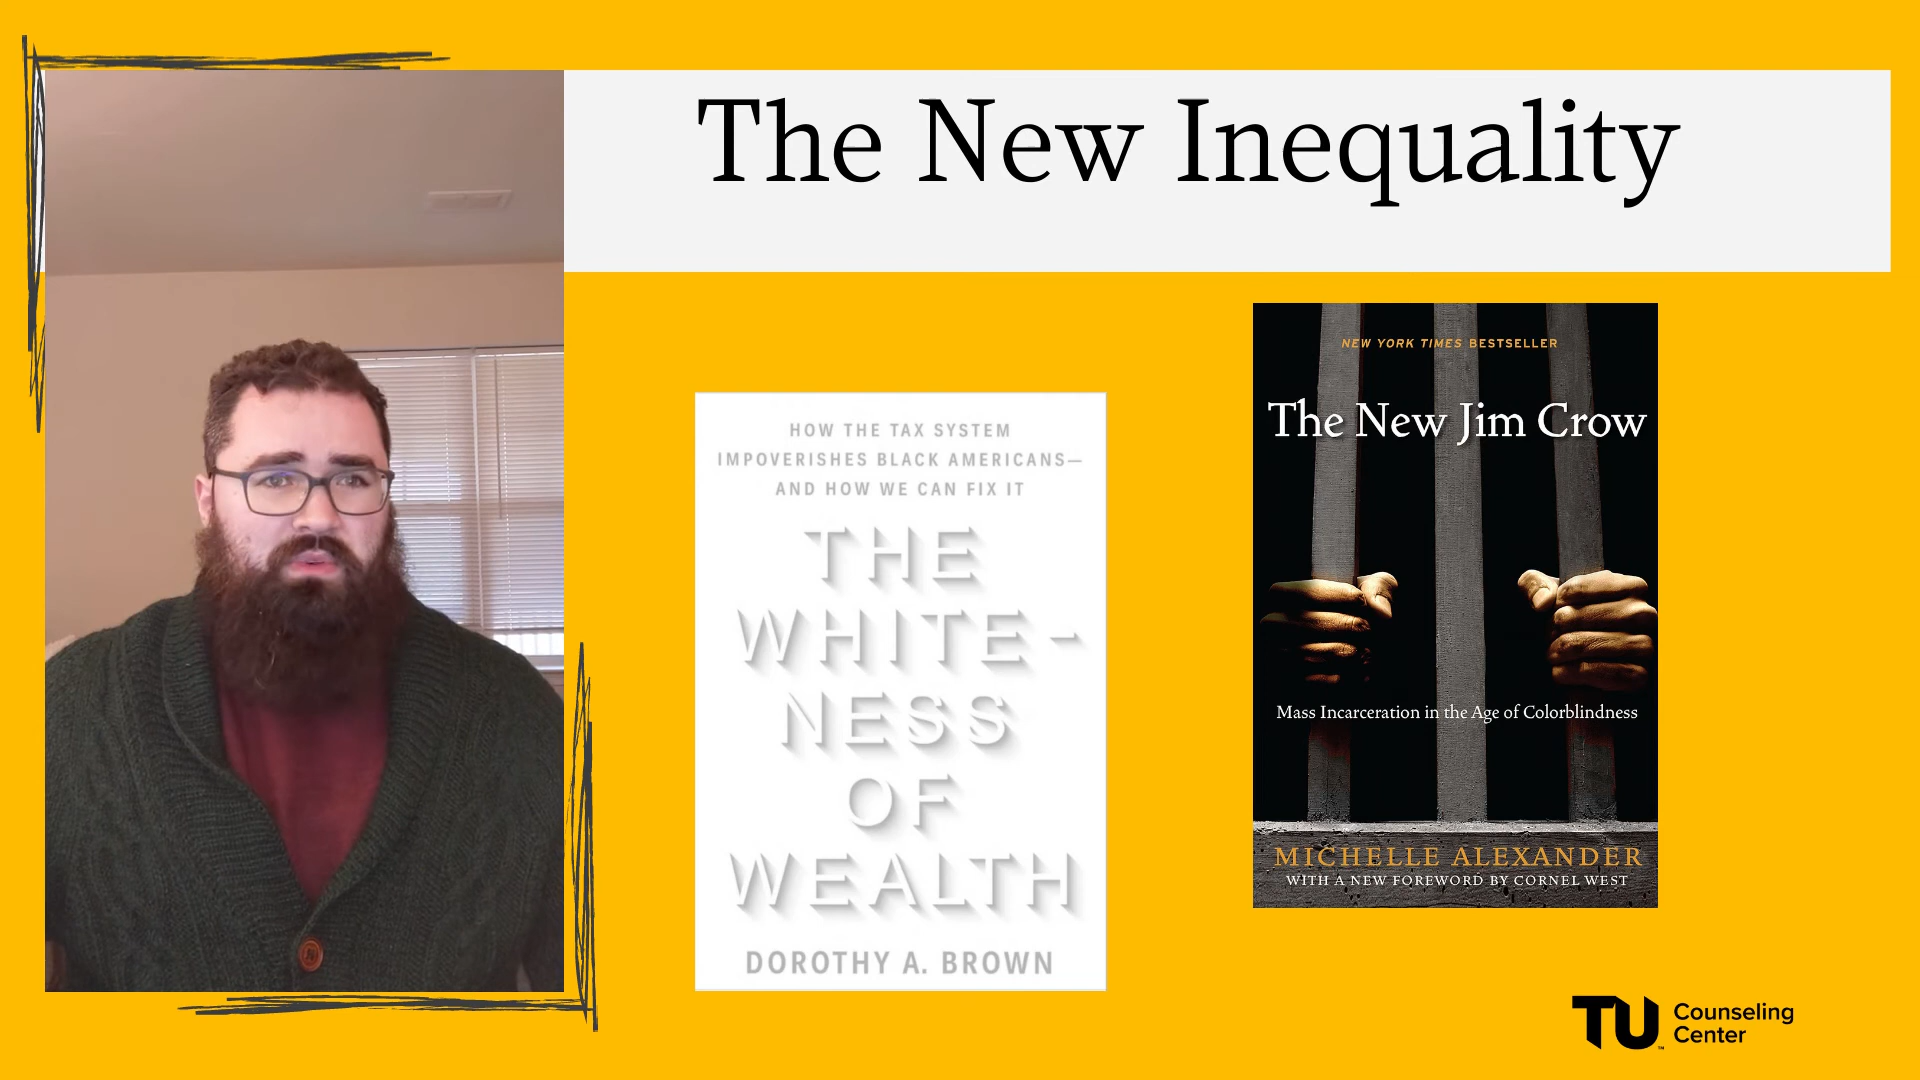 The New Inequality
HOW THE TAX SYSTEM
IMPOVERISHES BLACK AMERICANS—
AND HOW WE CAN FIX IT
THE
WHITE-
NESS
OF
WEALTH
DOROTHY A. BROWN
NEW YORK TIMES BESTSELLER
The New Jim Crow
Mass Incarceration in the Age of Colorblindness
MICHELLE ALEXANDER
WITH A NEW FOREWORD BY CORNEL WEST
TU™ Counseling
Center